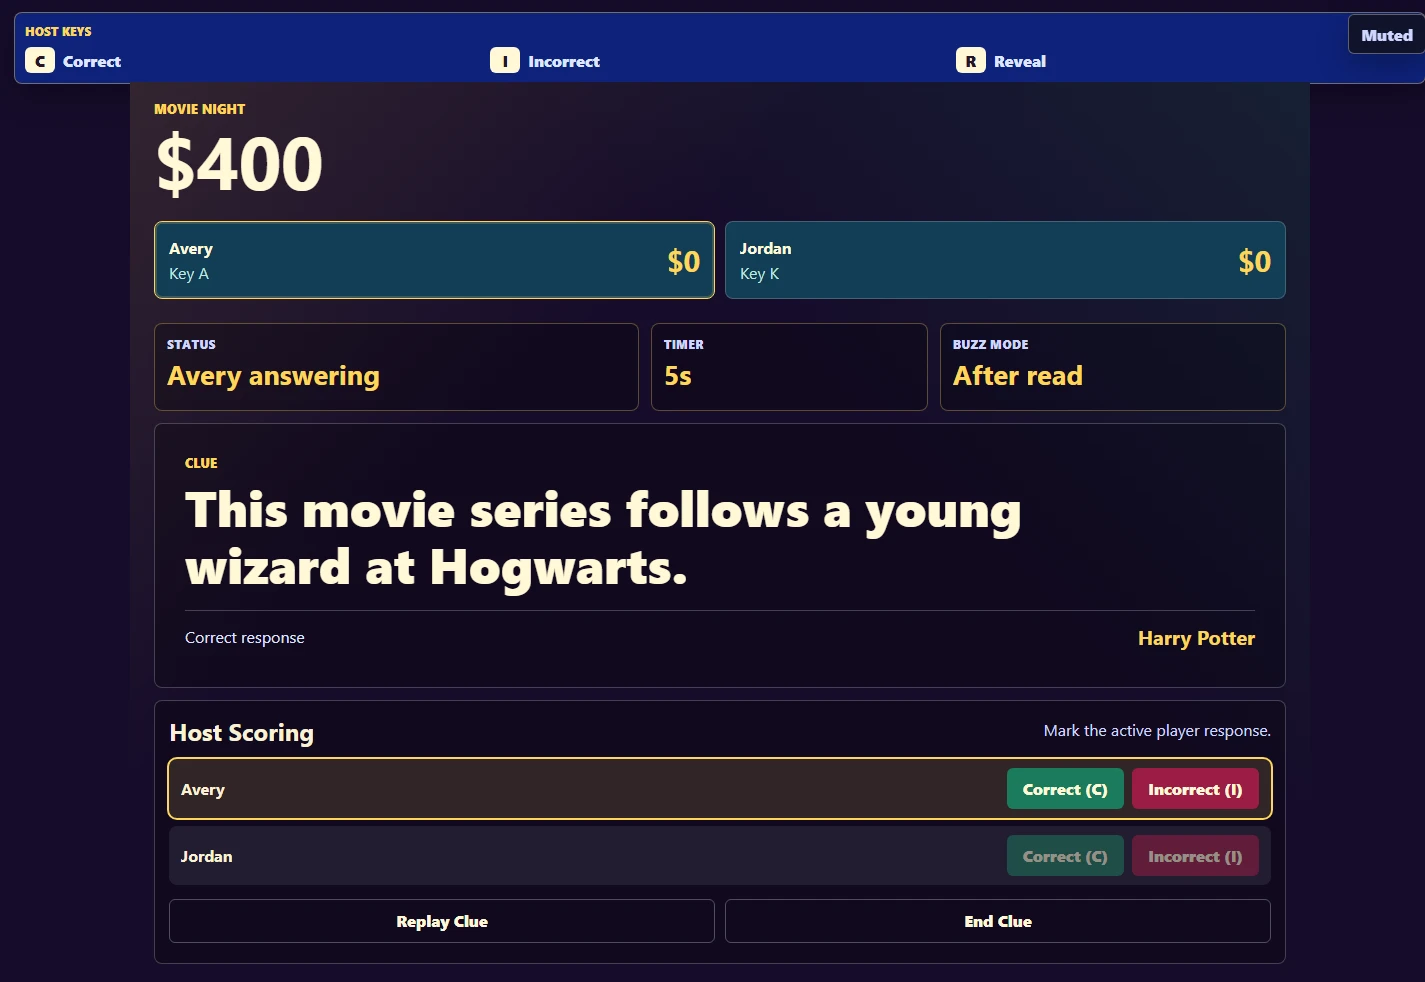 HOST KEYS
C Correct
I Incorrect
R Reveal
Muted
MOVIE NIGHT
$400
Avery
Key A
$0
Jordan
Key K
$0
STATUS
Avery answering
TIMER
5s
BUZZ MODE
After read
CLUE
This movie series follows a young
wizard at Hogwarts.
Correct response
Harry Potter
Host Scoring
Mark the active player response.
Avery
Correct (C)
Incorrect (I)
Jordan
Correct (C)
Incorrect (I)
Replay Clue
End Clue